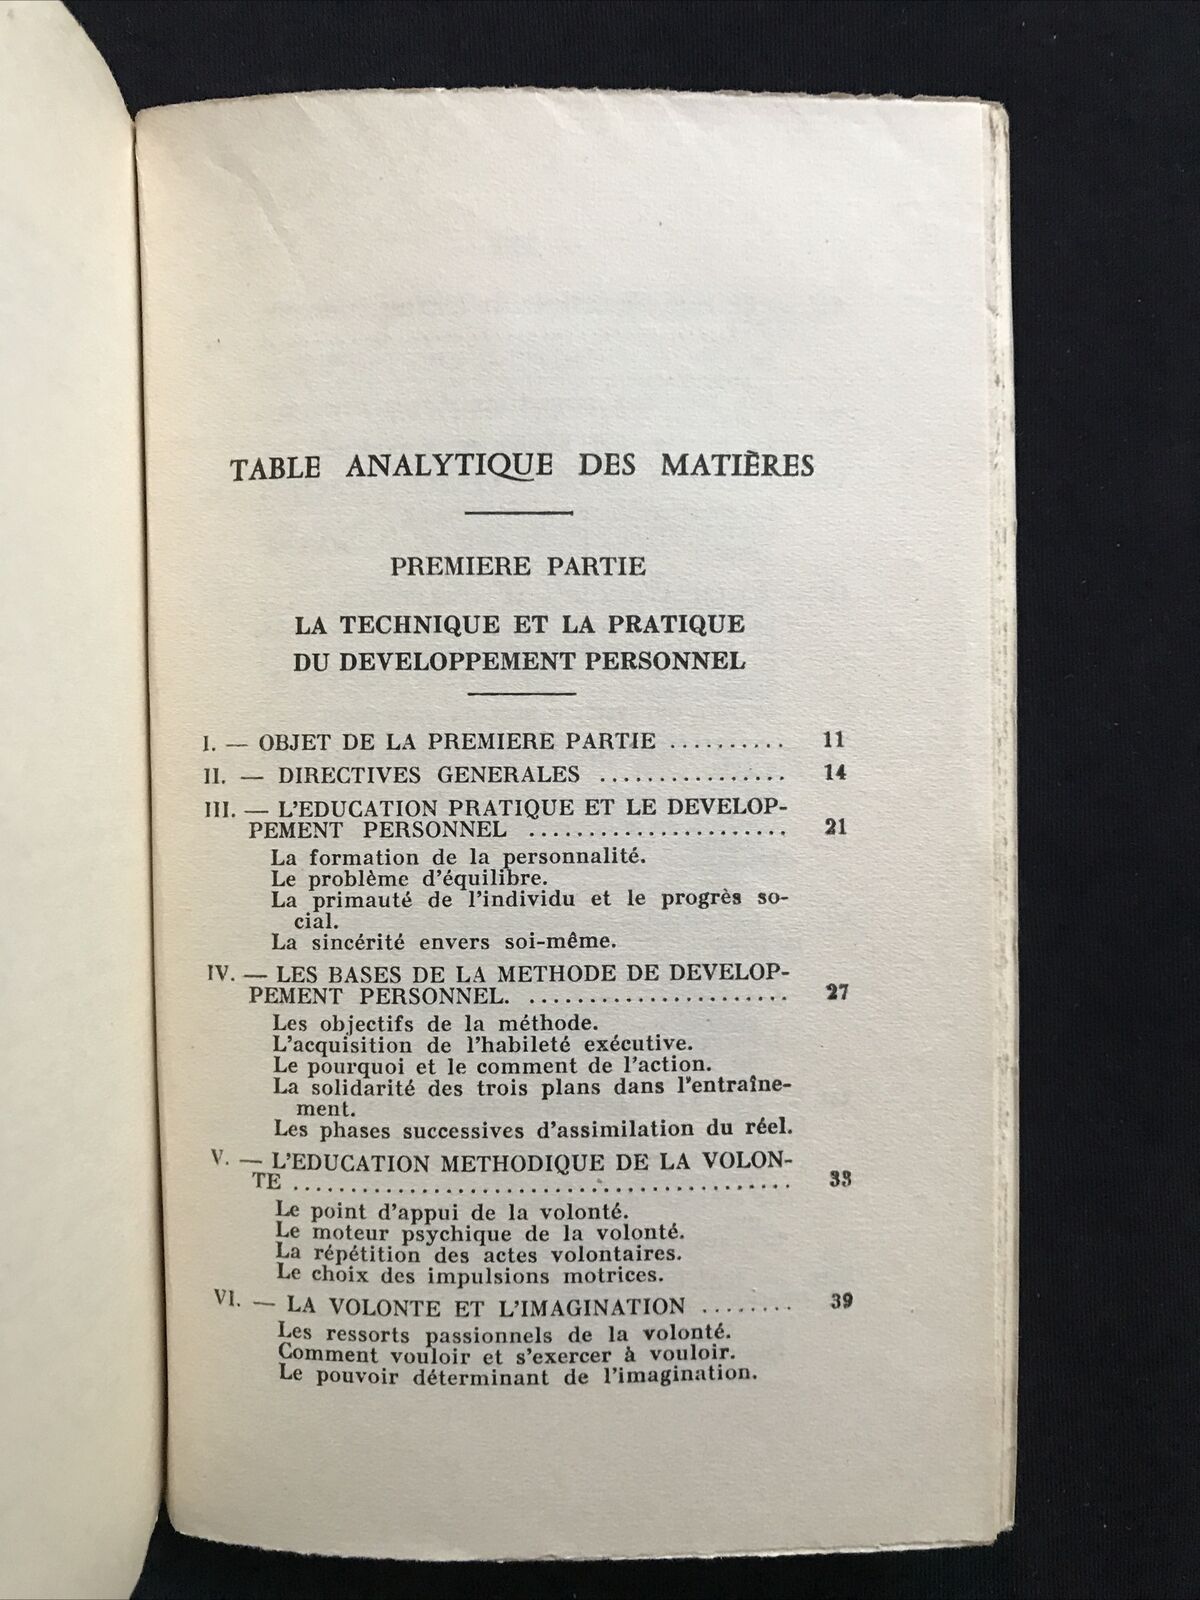 TABLE ANALYTIQUE DES MATIÈRES
PREMIERE PARTIE
LA TECHNIQUE ET LA PRATIQUE
DU DEVELOPPEMENT PERSONNEL
I. — OBJET DE LA PREMIERE PARTIE .......... 11
II. — DIRECTIVES GENERALES ................ 14
III. — L'EDUCATION PRATIQUE ET LE DEVELOP-
PEMENT PERSONNEL ...................... 21
La formation de la personnalité.
Le problème d'équilibre.
La primauté de l'individu et le progrès so-
cial.
La sincérité envers soi-même.
IV. — LES BASES DE LA METHODE DE DEVELOP-
PEMENT PERSONNEL. ...................... 27
Les objectifs de la méthode.
L'acquisition de l'habileté exécutive.
Le pourquoi et le comment de l'action.
La solidarité des trois plans dans l'entraîne-
ment.
Les phases successives d'assimilation du réel.
V. — L'EDUCATION METHODIQUE DE LA VOLON-
TE .......................................... 33
Le point d'appui de la volonté.
Le moteur psychique de la volonté.
La répétition des actes volontaires.
Le choix des impulsions motrices.
VI. — LA VOLONTE ET L'IMAGINATION ........ 39
Les ressorts passionnels de la volonté.
Comment vouloir et s'exercer à vouloir.
Le pouvoir déterminant de l'imagination.